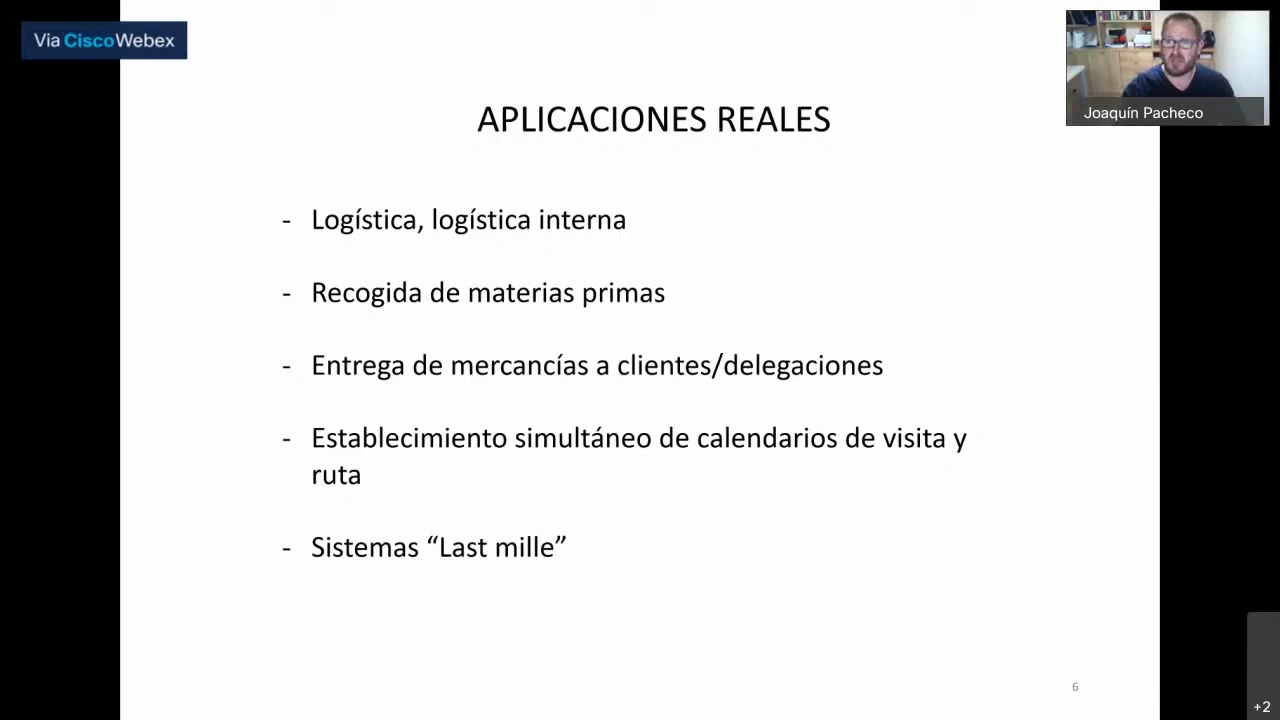 Via CiscoWebex
Joaquín Pacheco
APLICACIONES REALES
- Logística, logística interna
- Recogida de materias primas
- Entrega de mercancías a clientes/delegaciones
- Establecimiento simultáneo de calendarios de visita y
ruta
- Sistemas “Last mille”
6
+2